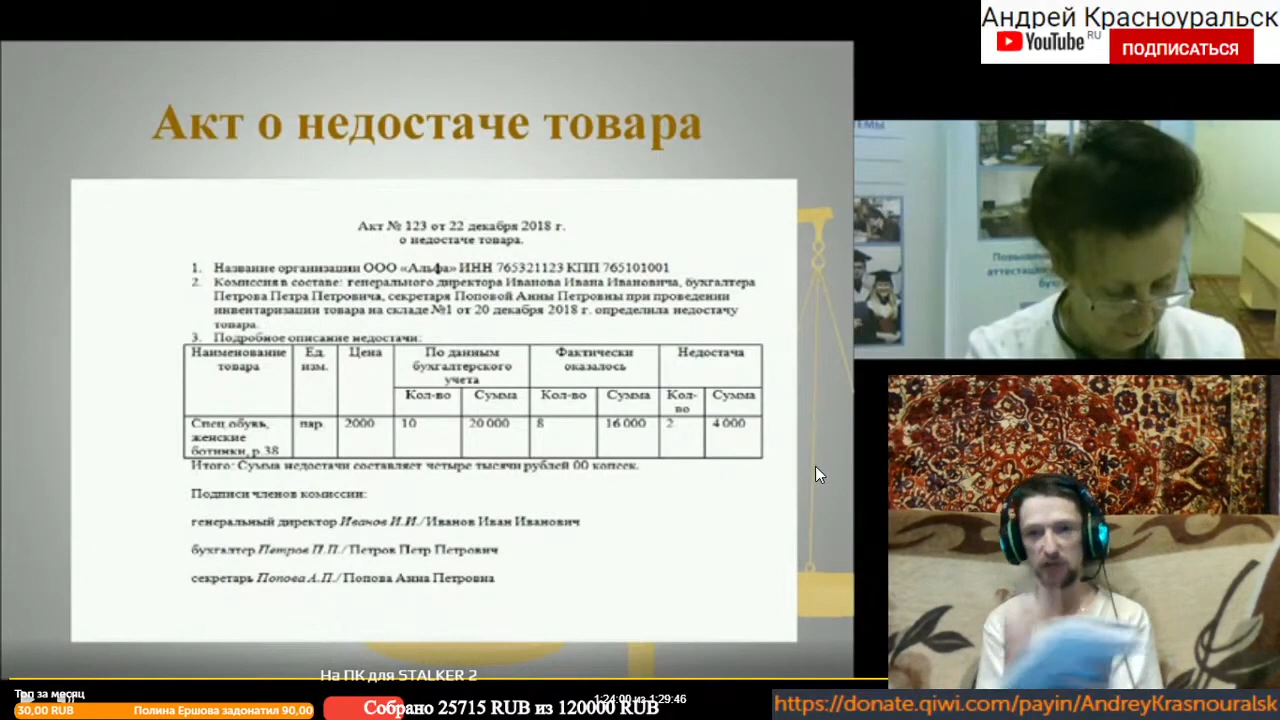 Андрей Красноуральск
YouTube RU
ПОДПИСАТЬСЯ
Акт о недостаче товара
Акт № 123 от 22 декабря 2018 г.
о недостаче товара.
1. Название организации ООО «Альфа» ИНН 765321123 КПП 765101001
2. Комиссия в составе: генерального директора Иванова Ивана Ивановича, бухгалтера
Петрова Петра Петровича, секретаря Поповой Анны Петровны при проведении
инвентаризации товара на складе №1 от 20 декабря 2018 г. определила недостачу
товара.
3. Подробное описание недостачи:
Наименование товара
Ед. изм.
Цена
По данным бухгалтерского учета
Фактически оказалось
Недостача
Кол-во Сумма Кол-во Сумма Кол-во Сумма
Спец.обувь, женские ботинки, р.38
пар. 2000 10 20 000 8 16 000 2 4 000
Итого: Сумма недостачи составляет четыре тысячи рублей 00 копеек.
Подписи членов комиссии:
генеральный директор Иванов И.И./ Иванов Иван Иванович
бухгалтер Петров П.П./ Петров Петр Петрович
секретарь Попова А.П./ Попова Анна Петровна
На ПК для STALKER 2
Топ за месяц
30,00 RUB
Полина Ершова задонатил 90,00
Собрано 25715 RUB из 120000 RUB
1:24:00 из 1:29:46
https://donate.qiwi.com/payin/AndreyKrasnouralsk